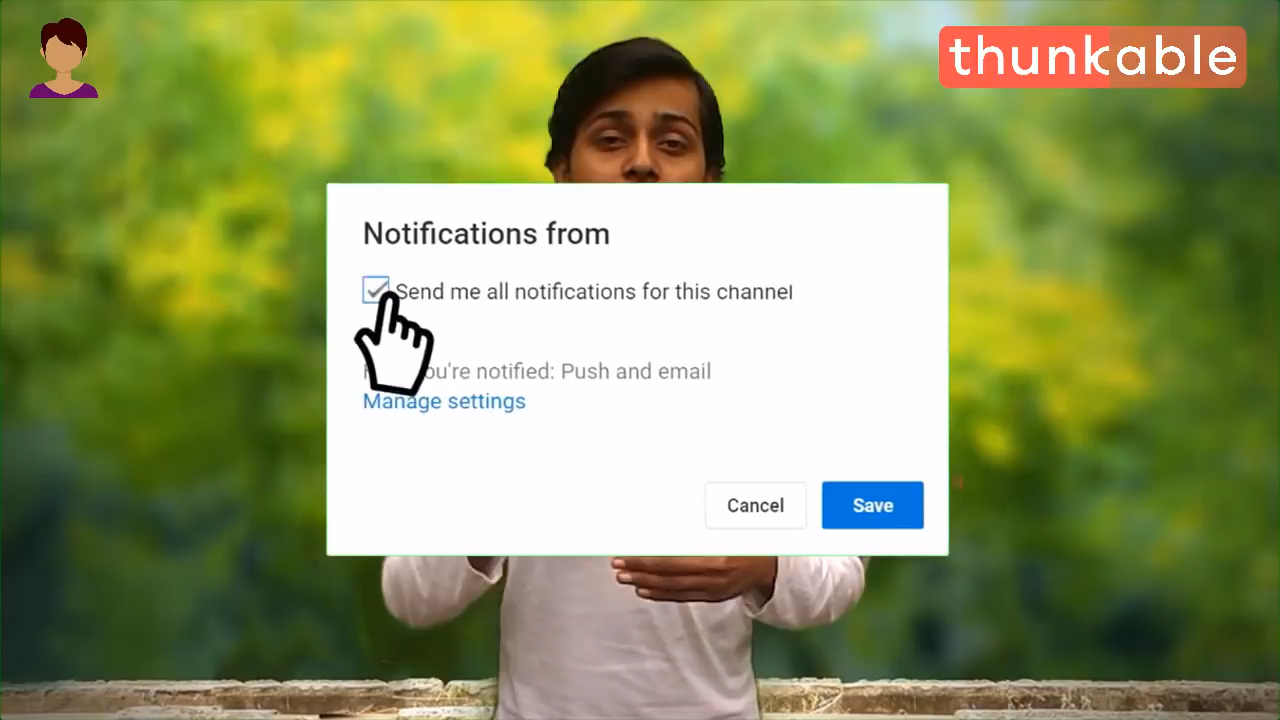 thunkable
Notifications from
Send me all notifications for this channel
you're notified: Push and email
Manage settings
Cancel
Save